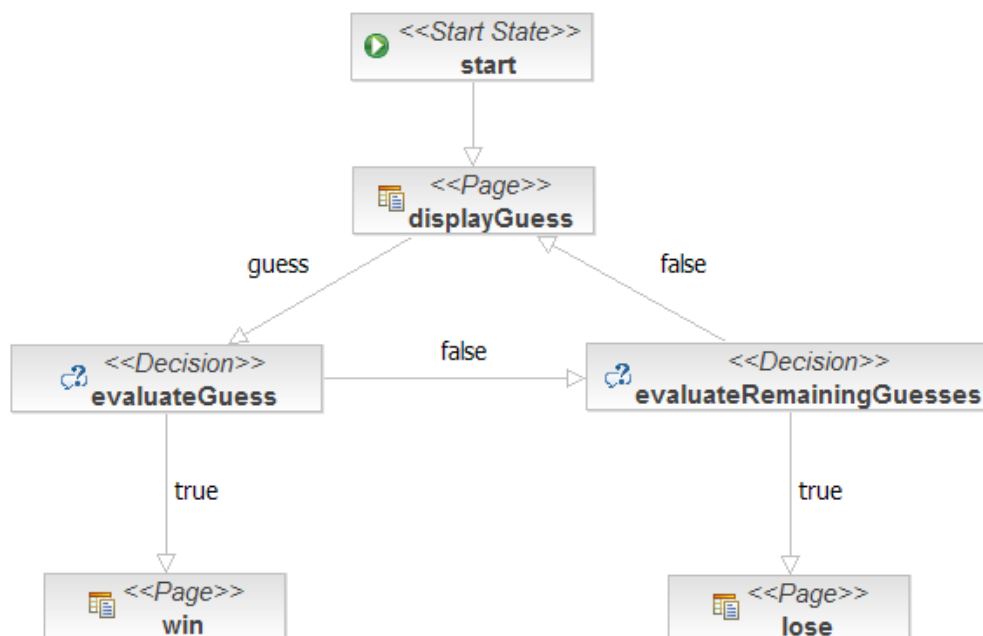 <<Start State>>
start
<<Page>>
displayGuess
guess
false
<<Decision>>
evaluateGuess
false
<<Decision>>
evaluateRemainingGuesses
true
true
<<Page>>
win
<<Page>>
lose